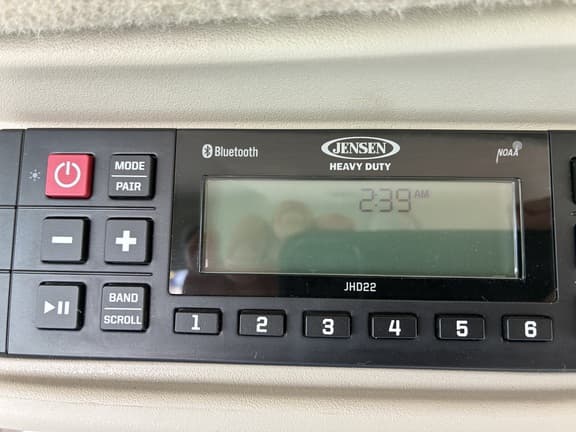 Bluetooth
JENSEN
HEAVY DUTY
NOAA
MODE
PAIR
2:39 AM
BAND
SCROLL
JHD22
1 2 3 4 5 6